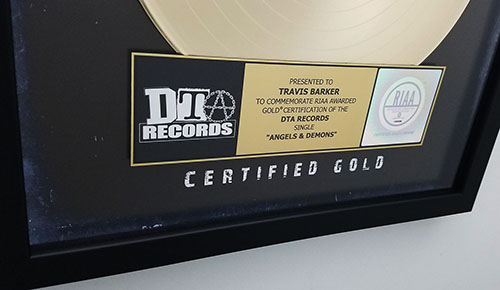 DTA
RECORDS
PRESENTED TO
TRAVIS BARKER
TO COMMEMORATE RIAA AWARDED
GOLD® CERTIFICATION OF THE
DTA RECORDS
SINGLE
"ANGELS & DEMONS"
RIAA
CERTIFIED GOLD